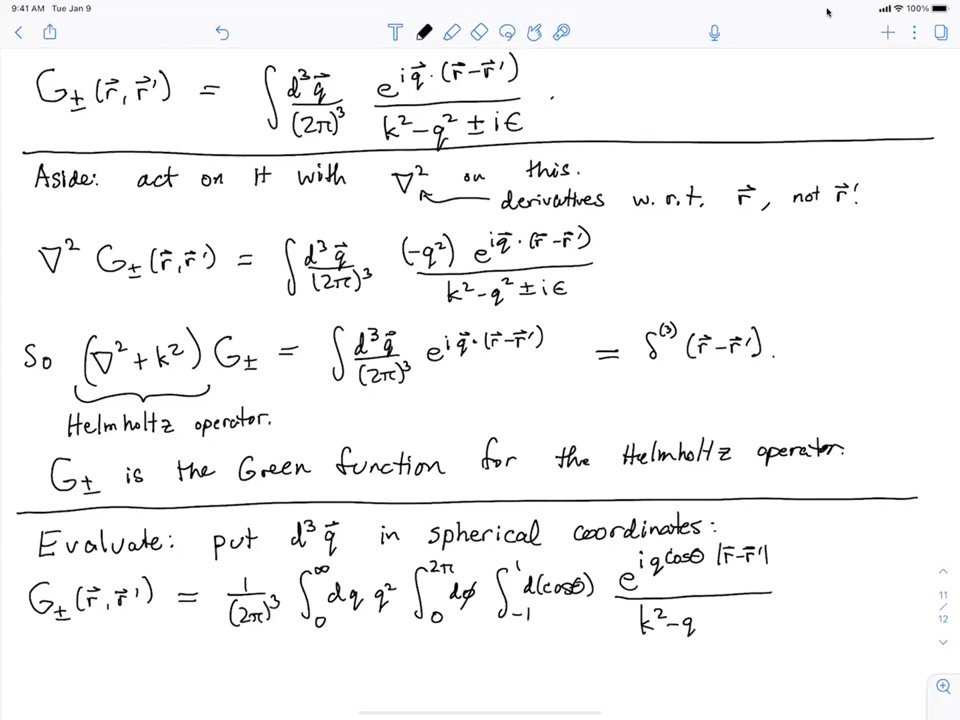 9:41 AM Tue Jan 9 100%
G±(r⃗, r⃗′) = ∫ d³q⃗/(2π)³ e^{iq⃗·(r⃗−r⃗′)}/(k²−q² ± iε) .
Aside: act on it with ∇² on this.
derivatives w.r.t. r⃗, not r⃗′!
∇² G±(r⃗,r⃗′) = ∫ d³q⃗/(2π)³ (−q²) e^{iq⃗·(r⃗−r⃗′)}/(k²−q² ± iε)
So (∇²+k²) G± = ∫ d³q⃗/(2π)³ e^{iq⃗·(r⃗−r⃗′)} = δ⁽³⁾(r⃗−r⃗′).
Helmholtz operator.
G± is the Green function for the Helmholtz operator.
Evaluate: put d³q⃗ in spherical coordinates:
G±(r⃗,r⃗′) = 1/(2π)³ ∫₀^∞ dq q² ∫₀^{2π} dϕ ∫₋₁^1 d(cosθ) e^{iq cosθ |r⃗−r⃗′|}/(k²−q
11
/
12